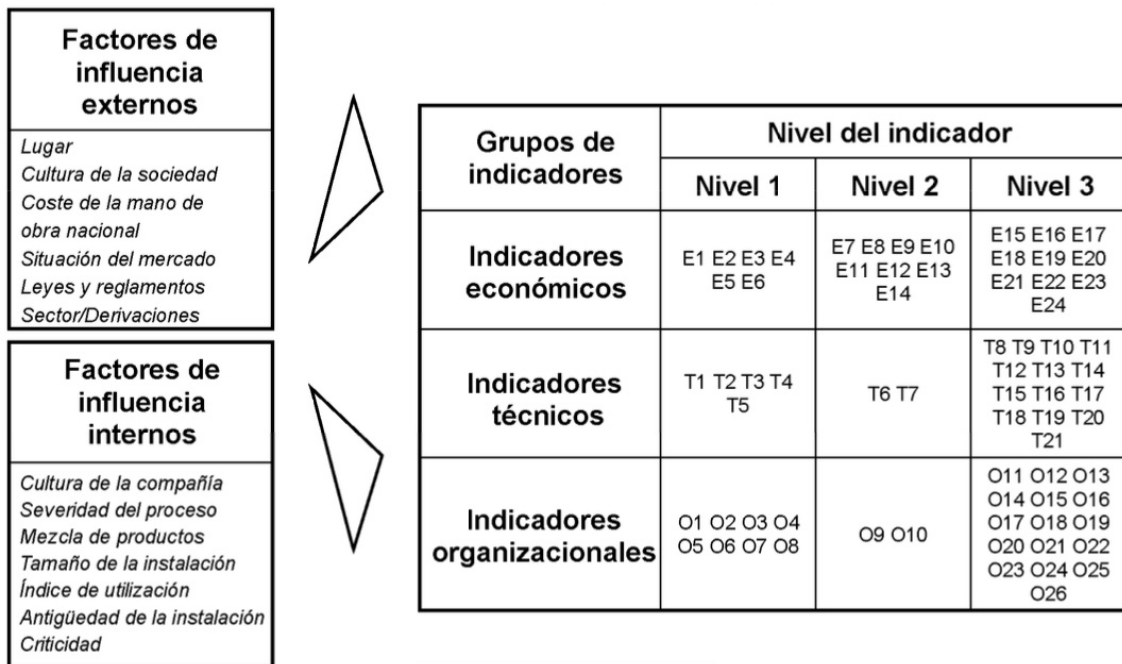 Factores de
influencia
externos
Lugar
Cultura de la sociedad
Coste de la mano de
obra nacional
Situación del mercado
Leyes y reglamentos
Sector/Derivaciones
Factores de
influencia
internos
Cultura de la compañía
Severidad del proceso
Mezcla de productos
Tamaño de la instalación
Índice de utilización
Antigüedad de la instalación
Criticidad
Grupos de
indicadores
Nivel del indicador
Nivel 1
Nivel 2
Nivel 3
Indicadores
económicos
E1 E2 E3 E4
E5 E6
E7 E8 E9 E10
E11 E12 E13
E14
E15 E16 E17
E18 E19 E20
E21 E22 E23
E24
Indicadores
técnicos
T1 T2 T3 T4
T5
T6 T7
T8 T9 T10 T11
T12 T13 T14
T15 T16 T17
T18 T19 T20
T21
Indicadores
organizacionales
O1 O2 O3 O4
O5 O6 O7 O8
O9 O10
O11 O12 O13
O14 O15 O16
O17 O18 O19
O20 O21 O22
O23 O24 O25
O26